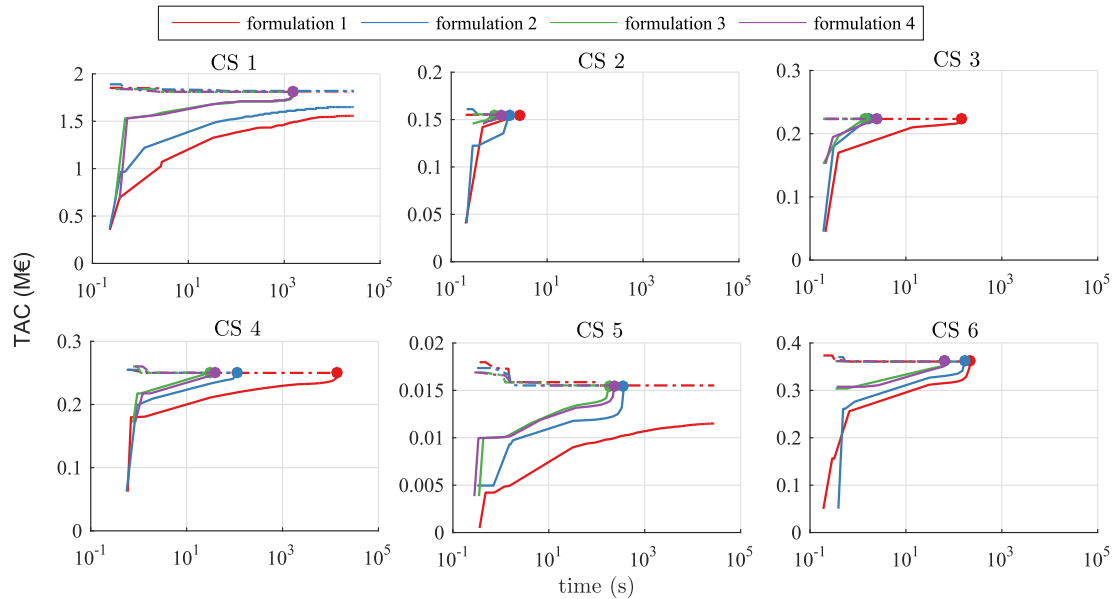 formulation 1 formulation 2 formulation 3 formulation 4
CS 1 CS 2 CS 3
2 0.2 0.3
1.5 0.15 0.2
1 0.1
0.5 0.05 0.1
0 0 0
10^-1 10^1 10^3 10^5 10^-1 10^1 10^3 10^5 10^-1 10^1 10^3 10^5
TAC (M€)
CS 4 CS 5 CS 6
0.3 0.02 0.4
0.2 0.015 0.3
0.01 0.2
0.1 0.005 0.1
0 0 0
10^-1 10^1 10^3 10^5 10^-1 10^1 10^3 10^5 10^-1 10^1 10^3 10^5
time (s)